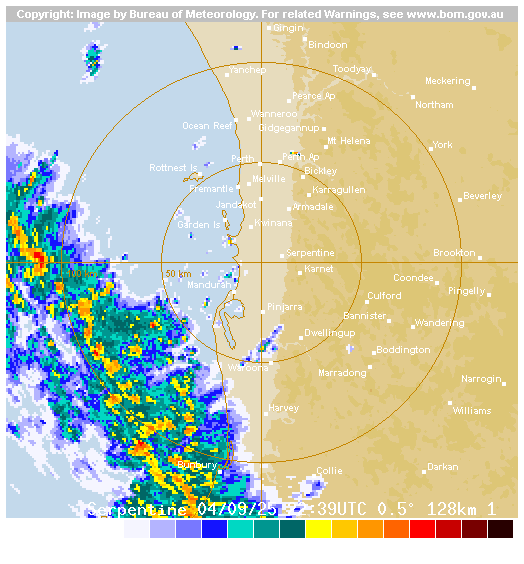 Copyright: Image by Bureau of Meteorology. For related Warnings, see www.bom.gov.au
Gingin
Bindoon
Yanchep
Toodyay
Meckering
Pearce Ap
Northam
Wanneroo
Ocean Reef
Gidgegannup
Mt Helena
York
Perth
Perth Ap
Rottnest Is
Bickley
Melville
Fremantle
Karragullen
Beverley
Jandakot
Armadale
Garden Is
Kwinana
Serpentine
Brookton
Karnet
50 km
Coondee
Mandurah
Pingelly
Culford
Pinjarra
Bannister
Wandering
Dwellingup
Boddington
Waroona
Marradong
Narrogin
Harvey
Williams
Bunbury
Collie
Darkan
Serpentine 04/09/25 :39UTC 0.5° 128km 1